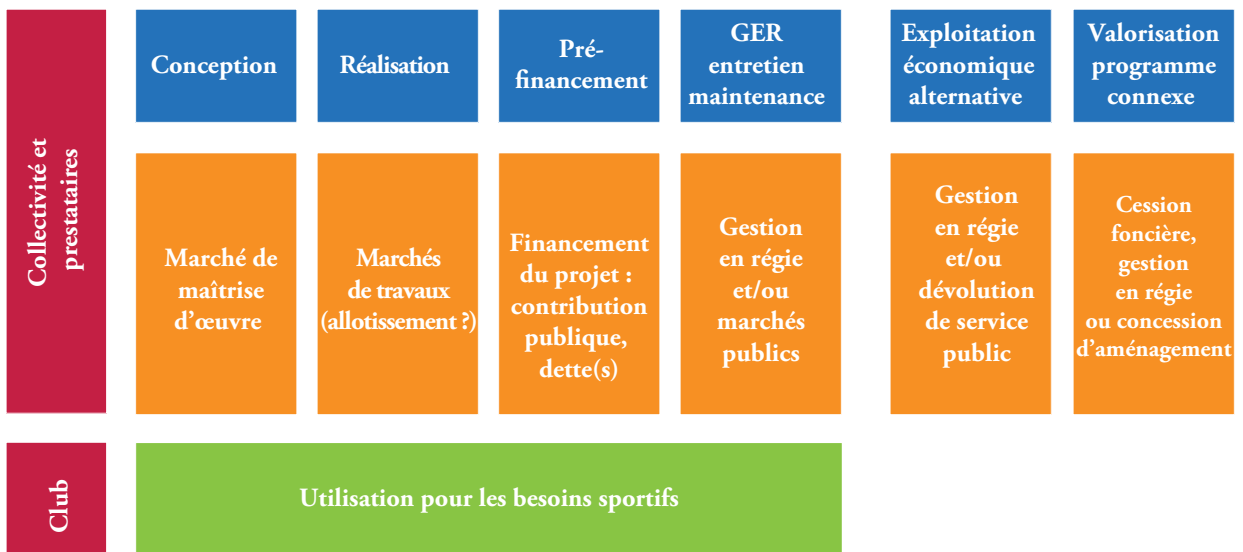 Conception
Réalisation
Pré-
financement
GER
entretien
maintenance
Exploitation
économique
alternative
Valorisation
programme
connexe
Collectivité et
prestataires
Marché de
maîtrise
d'œuvre
Marchés
de travaux
(allotissement ?)
Financement
du projet :
contribution
publique,
dette(s)
Gestion
en régie
et/ou
marchés
publics
Gestion
en régie
et/ou
dévolution
de service
public
Cession
foncière,
gestion
en régie
ou concession
d'aménagement
Club
Utilisation pour les besoins sportifs